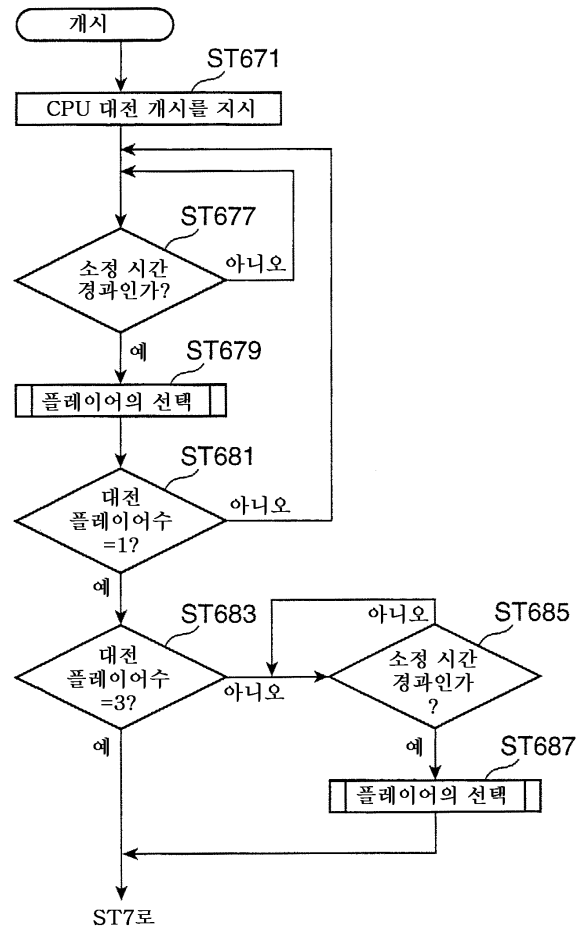 개시
ST671
CPU 대전 개시를 지시
ST677
소정 시간
경과인가?
아니오
예
ST679
플레이어의 선택
ST681
대전
플레이어수
=1?
아니오
예
ST683
대전
플레이어수
=3?
아니오
예
ST685
아니오
소정 시간
경과인가
?
예
ST687
플레이어의 선택
ST7로